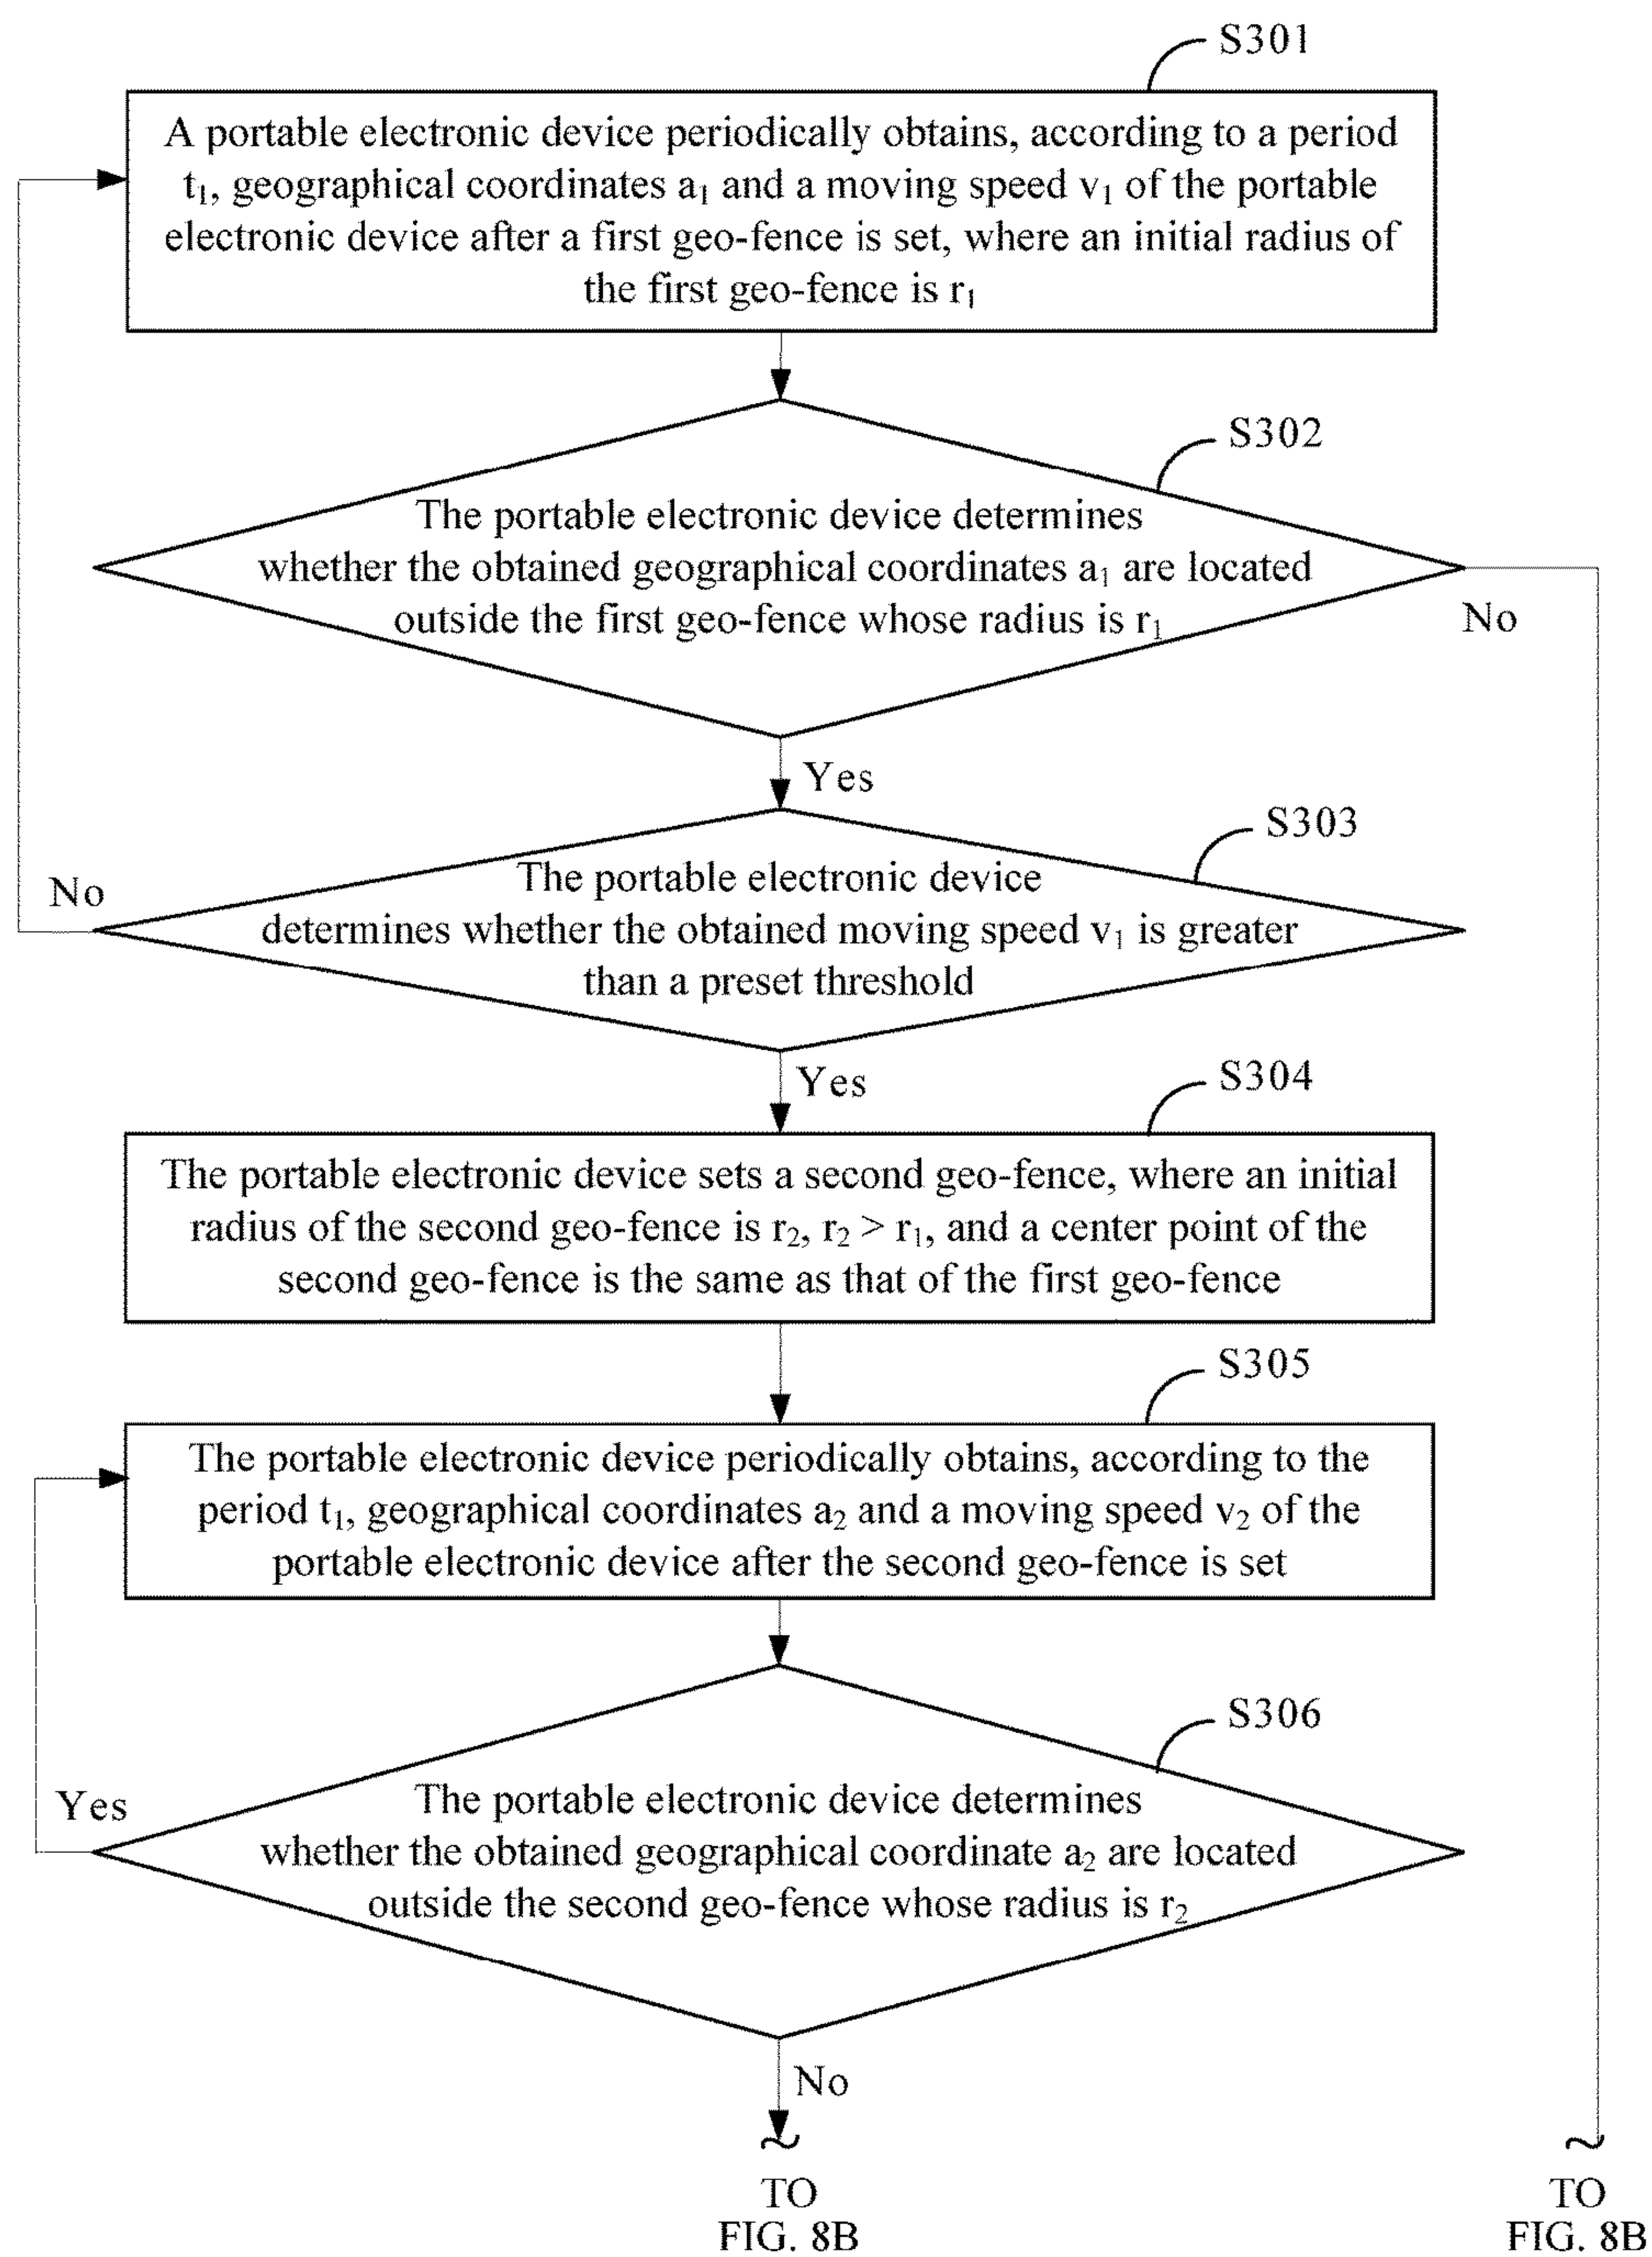 S301
A portable electronic device periodically obtains, according to a period
t₁, geographical coordinates a₁ and a moving speed v₁ of the portable
electronic device after a first geo-fence is set, where an initial radius of
the first geo-fence is r₁
S302
The portable electronic device determines
whether the obtained geographical coordinates a₁ are located
outside the first geo-fence whose radius is r₁
No
Yes
S303
The portable electronic device
determines whether the obtained moving speed v₁ is greater
than a preset threshold
No
Yes
S304
The portable electronic device sets a second geo-fence, where an initial
radius of the second geo-fence is r₂, r₂ > r₁, and a center point of the
second geo-fence is the same as that of the first geo-fence
S305
The portable electronic device periodically obtains, according to the
period t₁, geographical coordinates a₂ and a moving speed v₂ of the
portable electronic device after the second geo-fence is set
S306
The portable electronic device determines
whether the obtained geographical coordinate a₂ are located
outside the second geo-fence whose radius is r₂
Yes
No
TO
FIG. 8B
TO
FIG. 8B